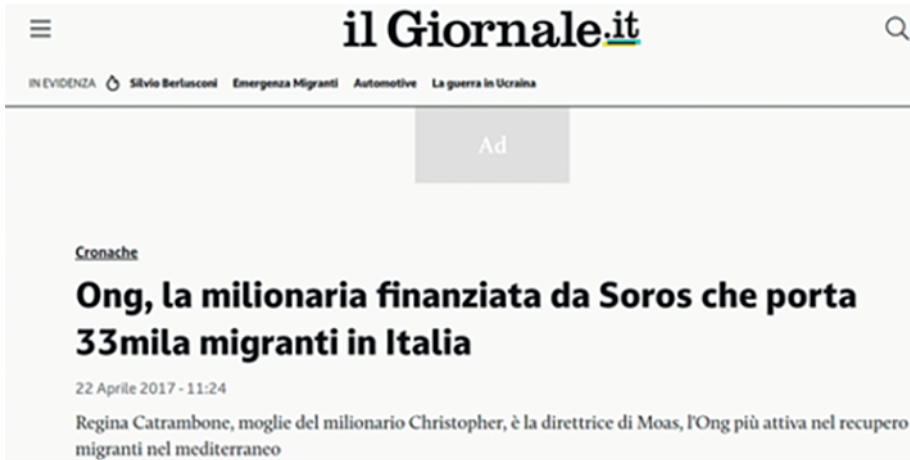 il Giornale.it
IN EVIDENZA Silvio Berlusconi Emergenza Migranti Automotive La guerra in Ucraina
Ad
Cronache
Ong, la milionaria finanziata da Soros che porta
33mila migranti in Italia
22 Aprile 2017 - 11:24
Regina Catrambone, moglie del milionario Christopher, è la direttrice di Moas, l'Ong più attiva nel recupero
migranti nel mediterraneo